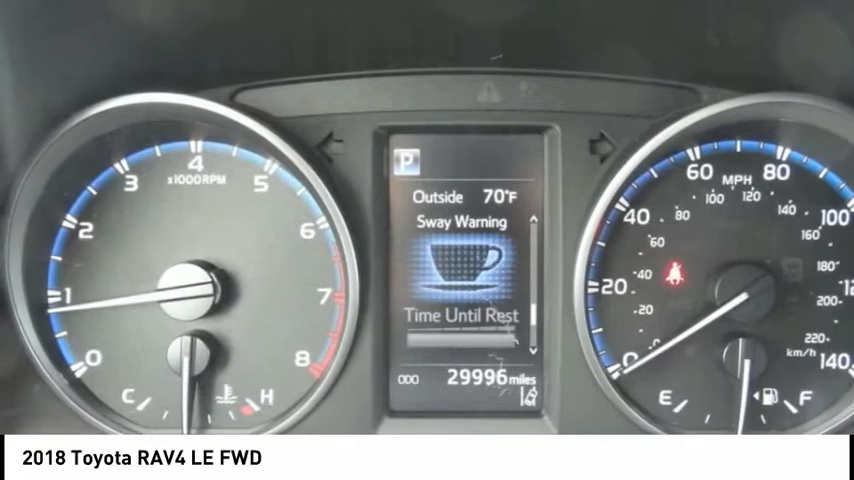 4
x1000RPM
3
5
2
6
1
7
0
8
C
H
P
Outside 70°F
Sway Warning
Time Until Rest
ODO 29996 miles
60 MPH 80
100 120
80
140
40
100
60
160
40
180
20
20
200
0
220
km/h
140
E
F
2018 Toyota RAV4 LE FWD